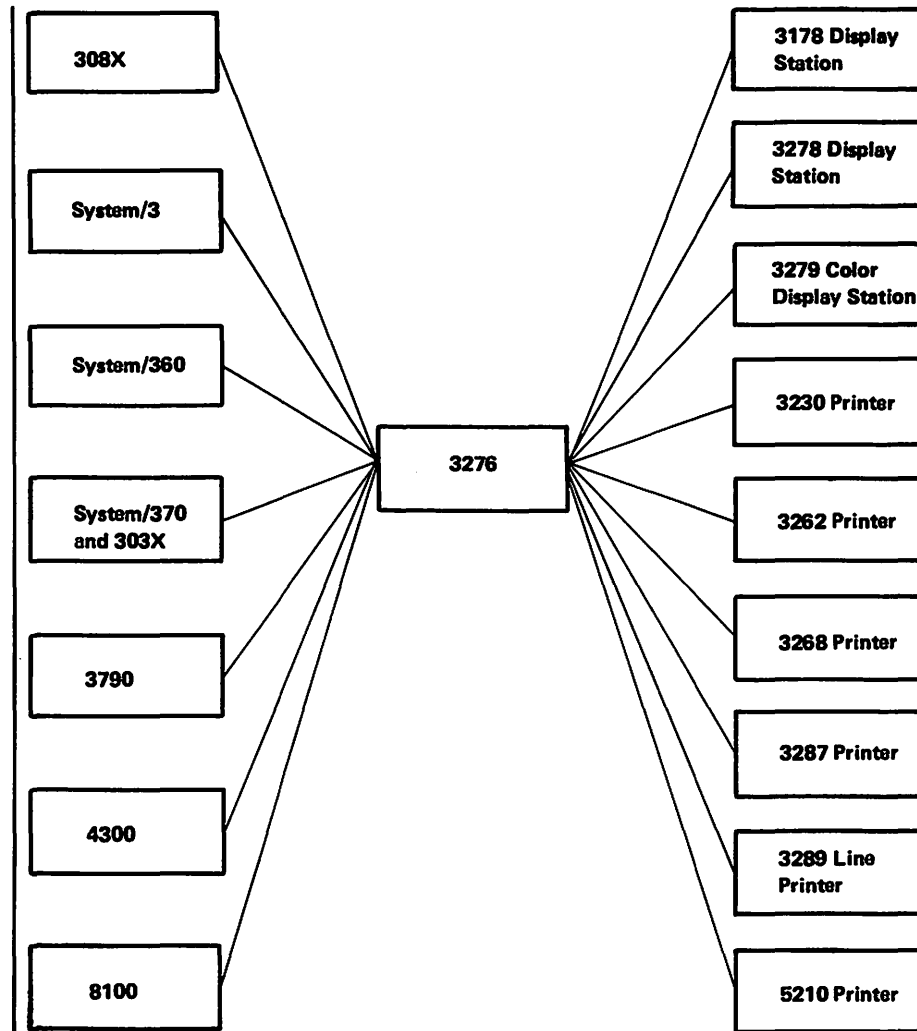 308X
System/3
System/360
System/370
and 303X
3790
4300
8100
3276
3178 Display
Station
3278 Display
Station
3279 Color
Display Station
3230 Printer
3262 Printer
3268 Printer
3287 Printer
3289 Line
Printer
5210 Printer